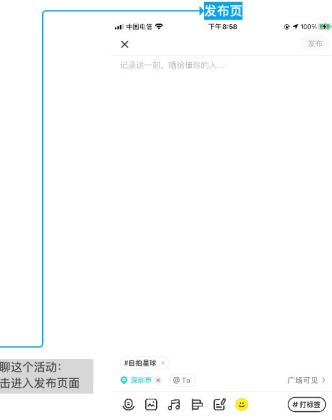 发布页
中国电信 下午8:58 100%
发布
记录这一刻，晒给懂你的人...
聊这个活动：
击进入发布页面
#自拍星球 ×
深圳市 × @ Ta 广场可见 >
# 打标签